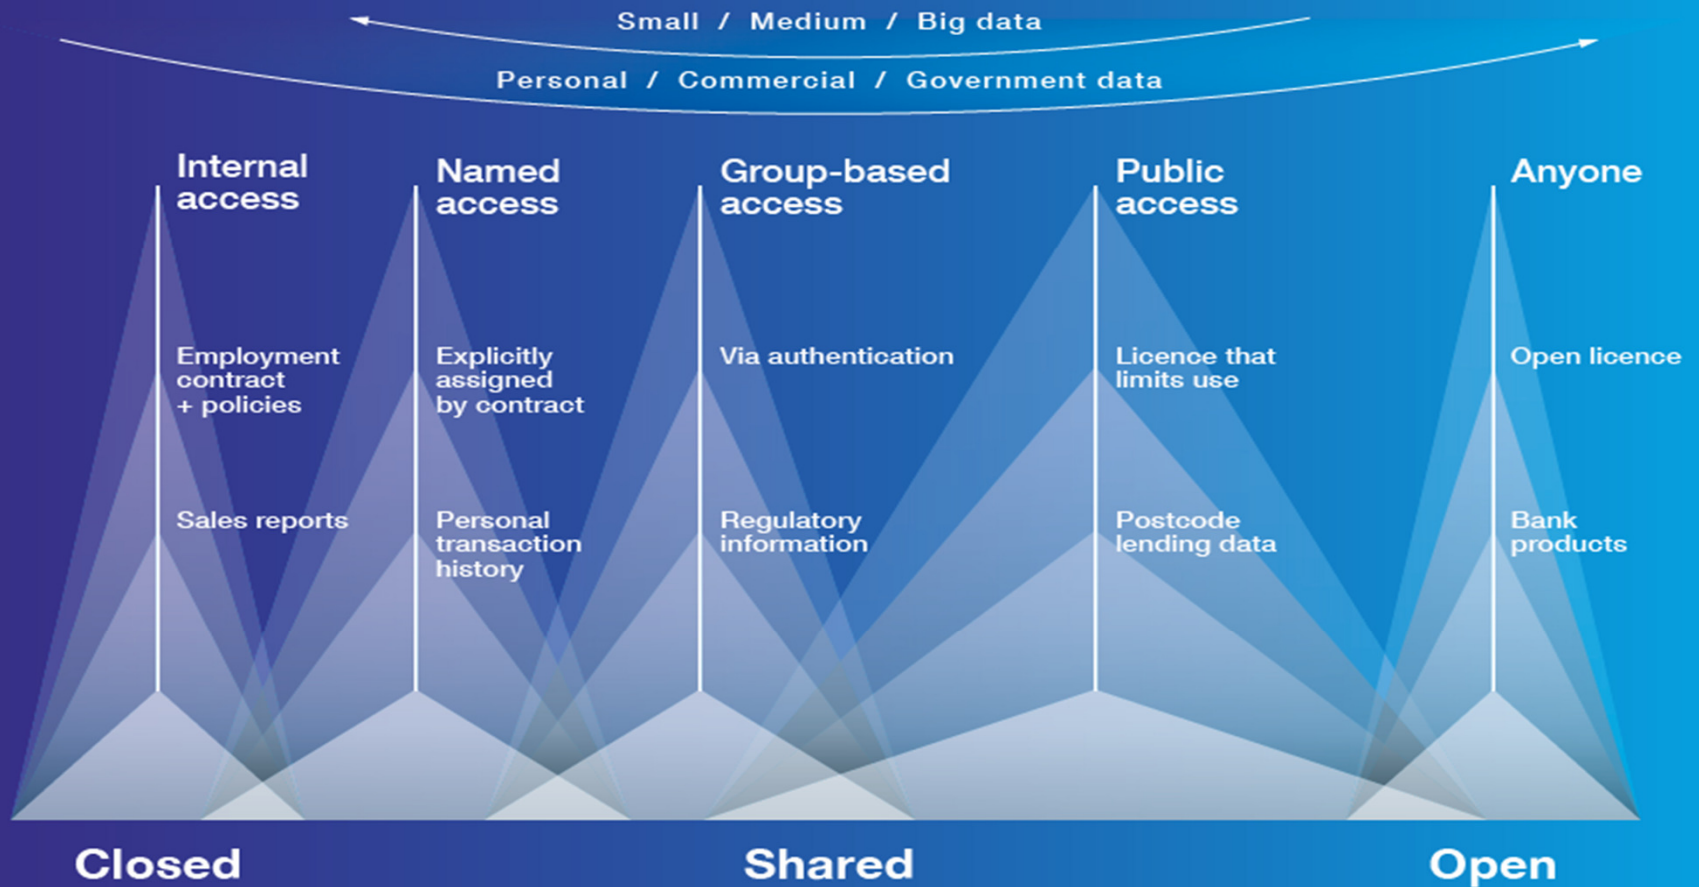 Small / Medium / Big data
Personal / Commercial / Government data
Internal
access
Named
access
Group-based
access
Public
access
Anyone
Employment
contract
+ policies
Explicitly
assigned
by contract
Via authentication
Licence that
limits use
Open licence
Sales reports
Personal
transaction
history
Regulatory
information
Postcode
lending data
Bank
products
Closed
Shared
Open